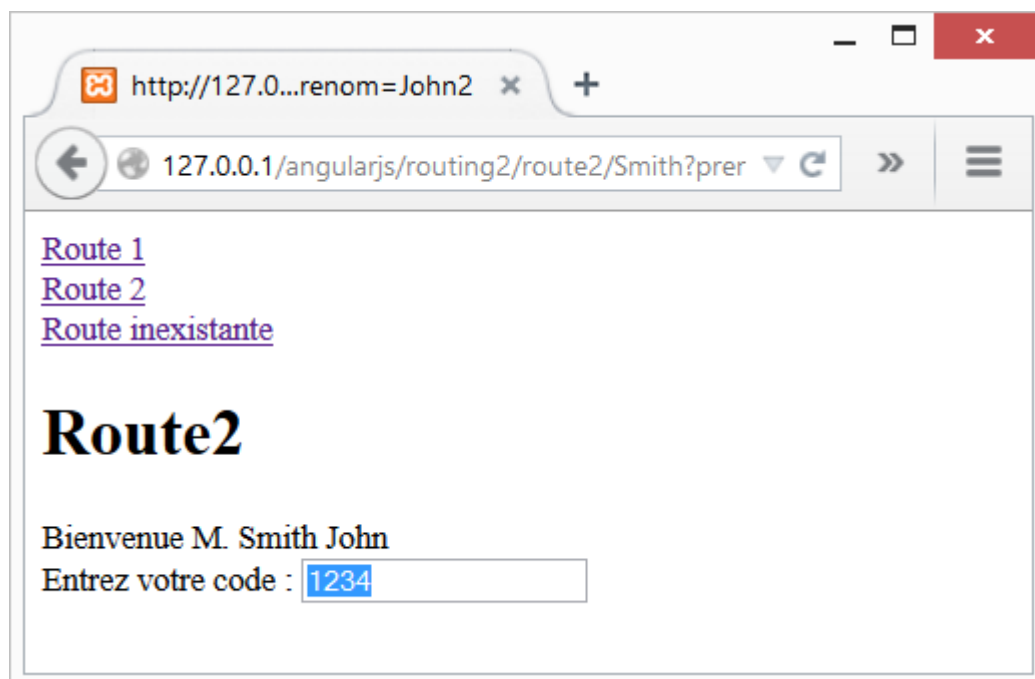 http://127.0...renom=John2
127.0.0.1/angularjs/routing2/route2/Smith?prer
Route 1
Route 2
Route inexistante
Route2
Bienvenue M. Smith John
Entrez votre code : 1234